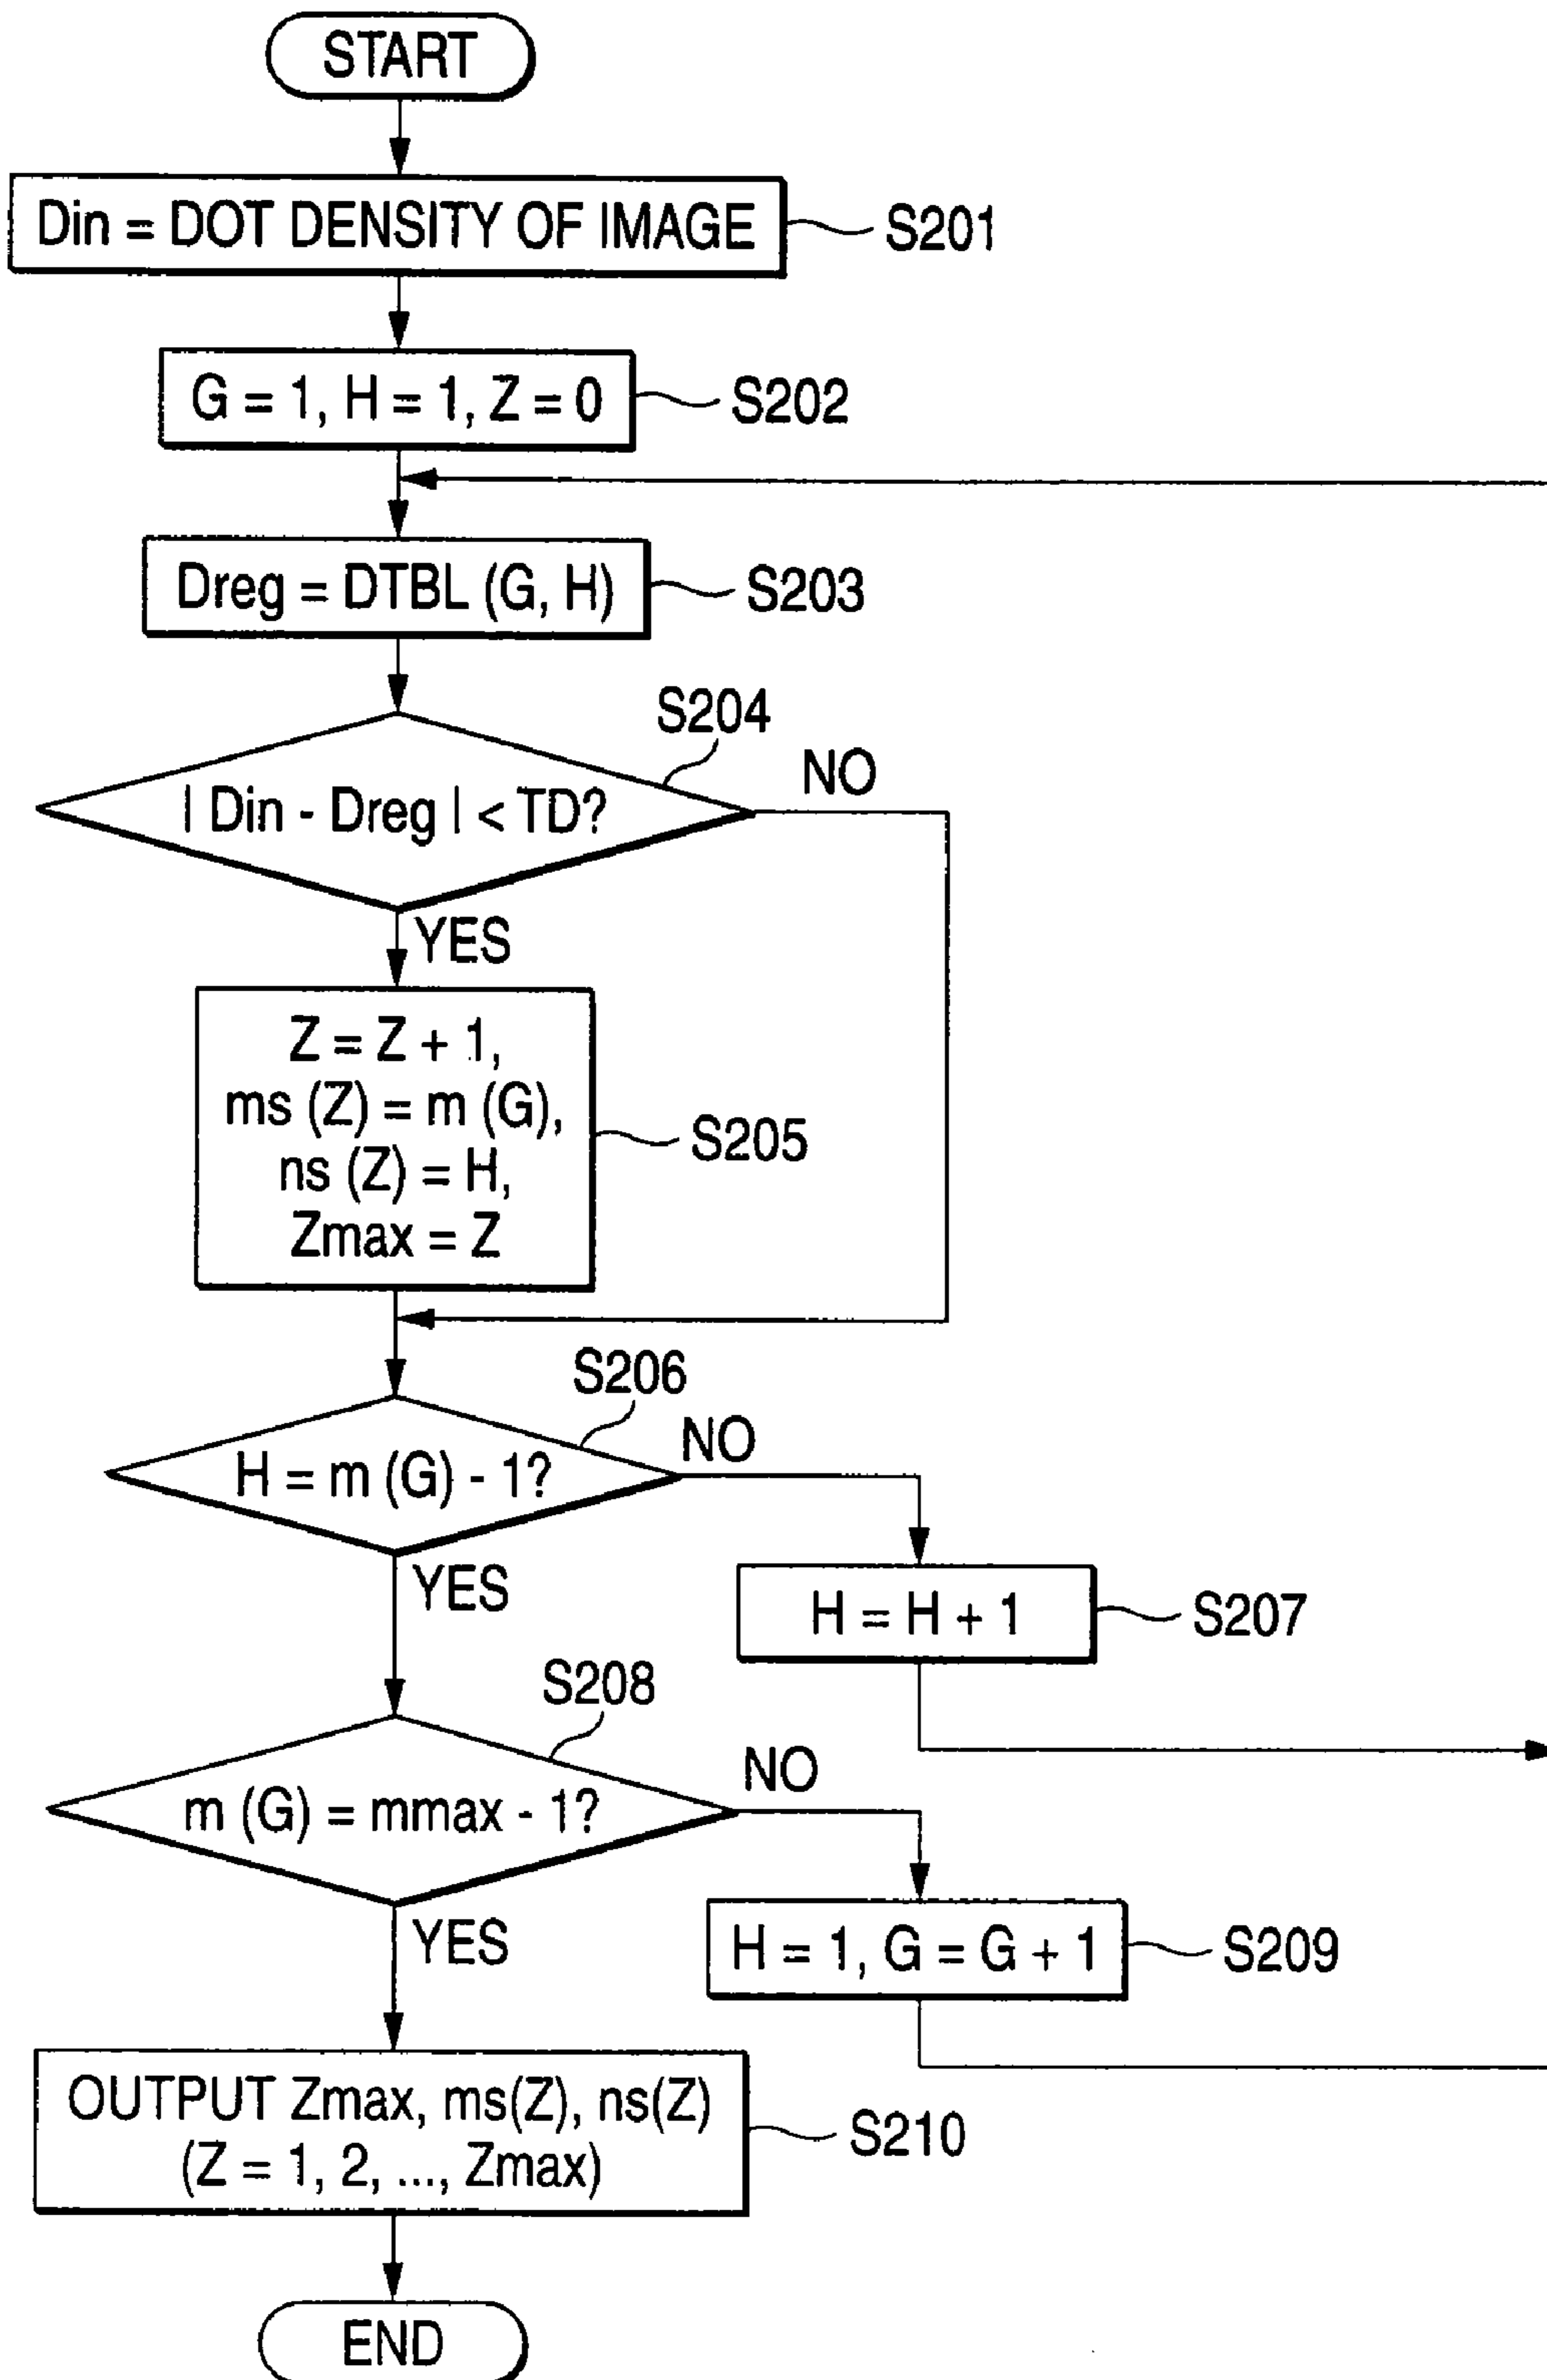 START
Din = DOT DENSITY OF IMAGE
S201
G = 1, H = 1, Z = 0
S202
Dreg = DTBL (G, H)
S203
S204
| Din - Dreg | < TD?
NO
YES
Z = Z + 1,
ms (Z) = m (G),
ns (Z) = H,
Zmax = Z
S205
S206
H = m (G) - 1?
NO
YES
H = H + 1
S207
S208
m (G) = mmax - 1?
NO
YES
H = 1, G = G + 1
S209
OUTPUT Zmax, ms(Z), ns(Z)
(Z = 1, 2, ..., Zmax)
S210
END